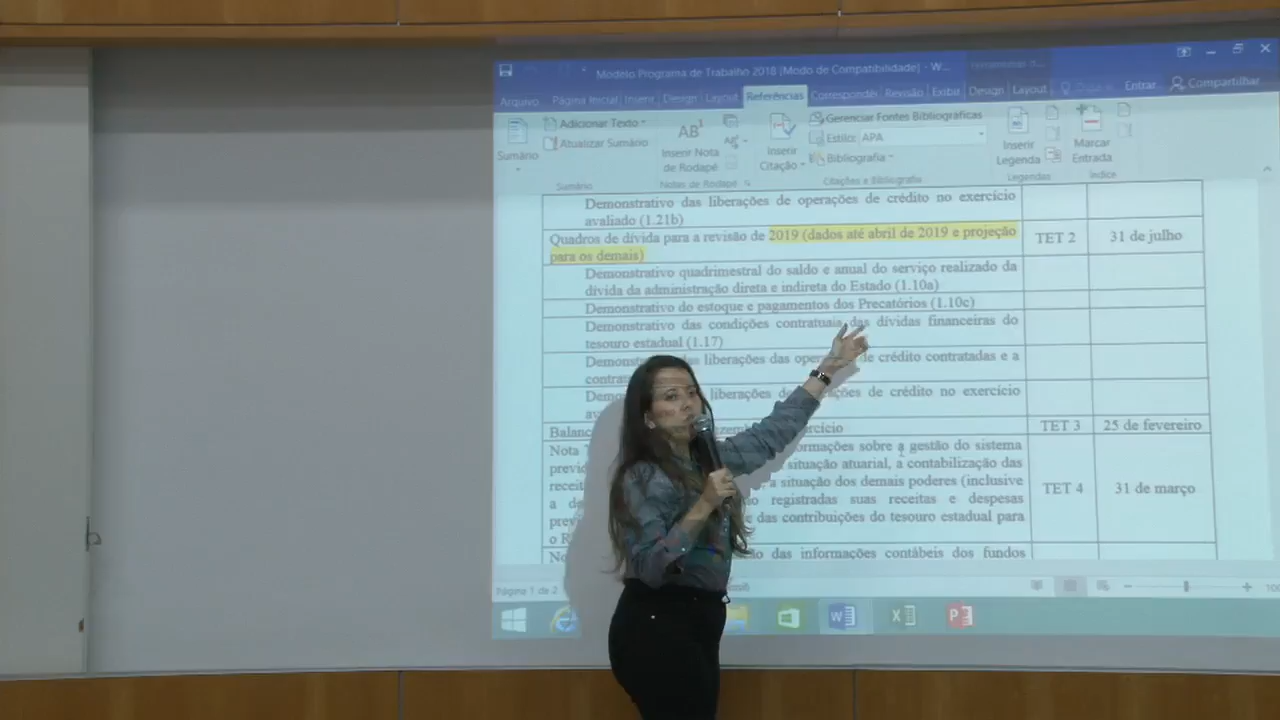 Modelo Programa de Trabalho 2018 [Modo de Compatibilidade] - W...
Arquivo Página Inicial Inserir Design Layout Referências Correspondên Revisão Exibir Design Layout Entrar Compartilhar
Sumário
Adicionar Texto
Atualizar Sumário
Sumário
AB¹
Inserir Nota
de Rodapé
Notas de Rodapé
Inserir
Citação
Gerenciar Fontes Bibliográficas
Estilo: APA
Bibliografia
Citações e Bibliografia
Inserir
Legenda
Legendas
Marcar
Entrada
Índice
Demonstrativo das liberações de operações de crédito no exercício
avaliado (1.21b)
Quadros de dívida para a revisão de 2019 (dados até abril de 2019 e projeção TET 2 31 de julho
para os demais)
Demonstrativo quadrimestral do saldo e anual do serviço realizado da
dívida da administração direta e indireta do Estado (1.10a)
Demonstrativo do estoque e pagamentos dos Precatórios (1.10c)
Demonstrativo das condições contratuais das dívidas financeiras do
tesouro estadual (1.17)
liberações das de crédito contratadas e a
liberações de de crédito no exercício
TET 3 25 de fevereiro
Nota sobre a gestão do sistema
situação atuarial, a contabilização das
a situação dos demais poderes (inclusive TET 4 31 de março
registradas suas receitas e despesas
das contribuições do tesouro estadual para
o
das informações contábeis dos fundos
Página 1 de 2